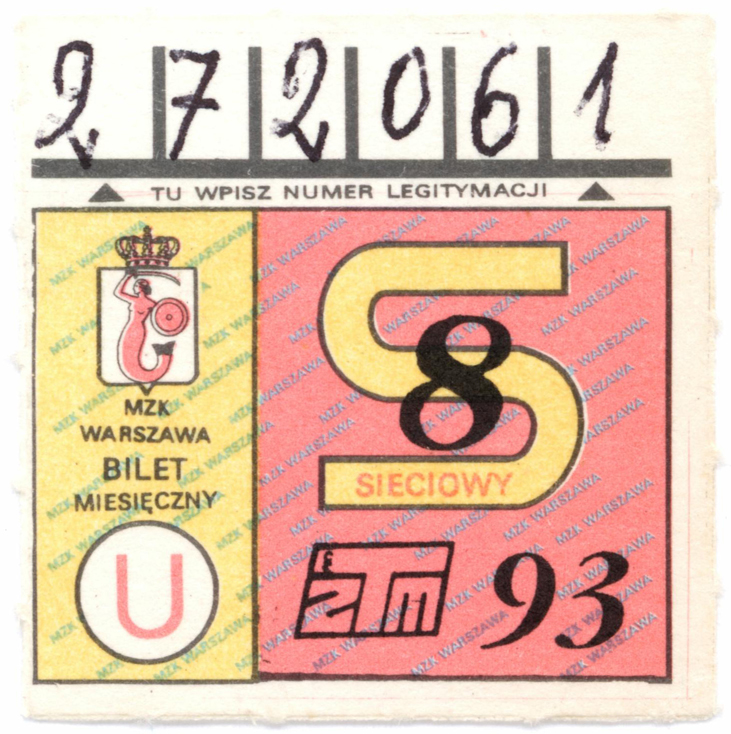 272061
TU WPISZ NUMER LEGITYMACJI
MZK
WARSZAWA
BILET
MIESIĘCZNY
U
S
8
SIECIOWY
ZTM
93
MZK WARSZAWA